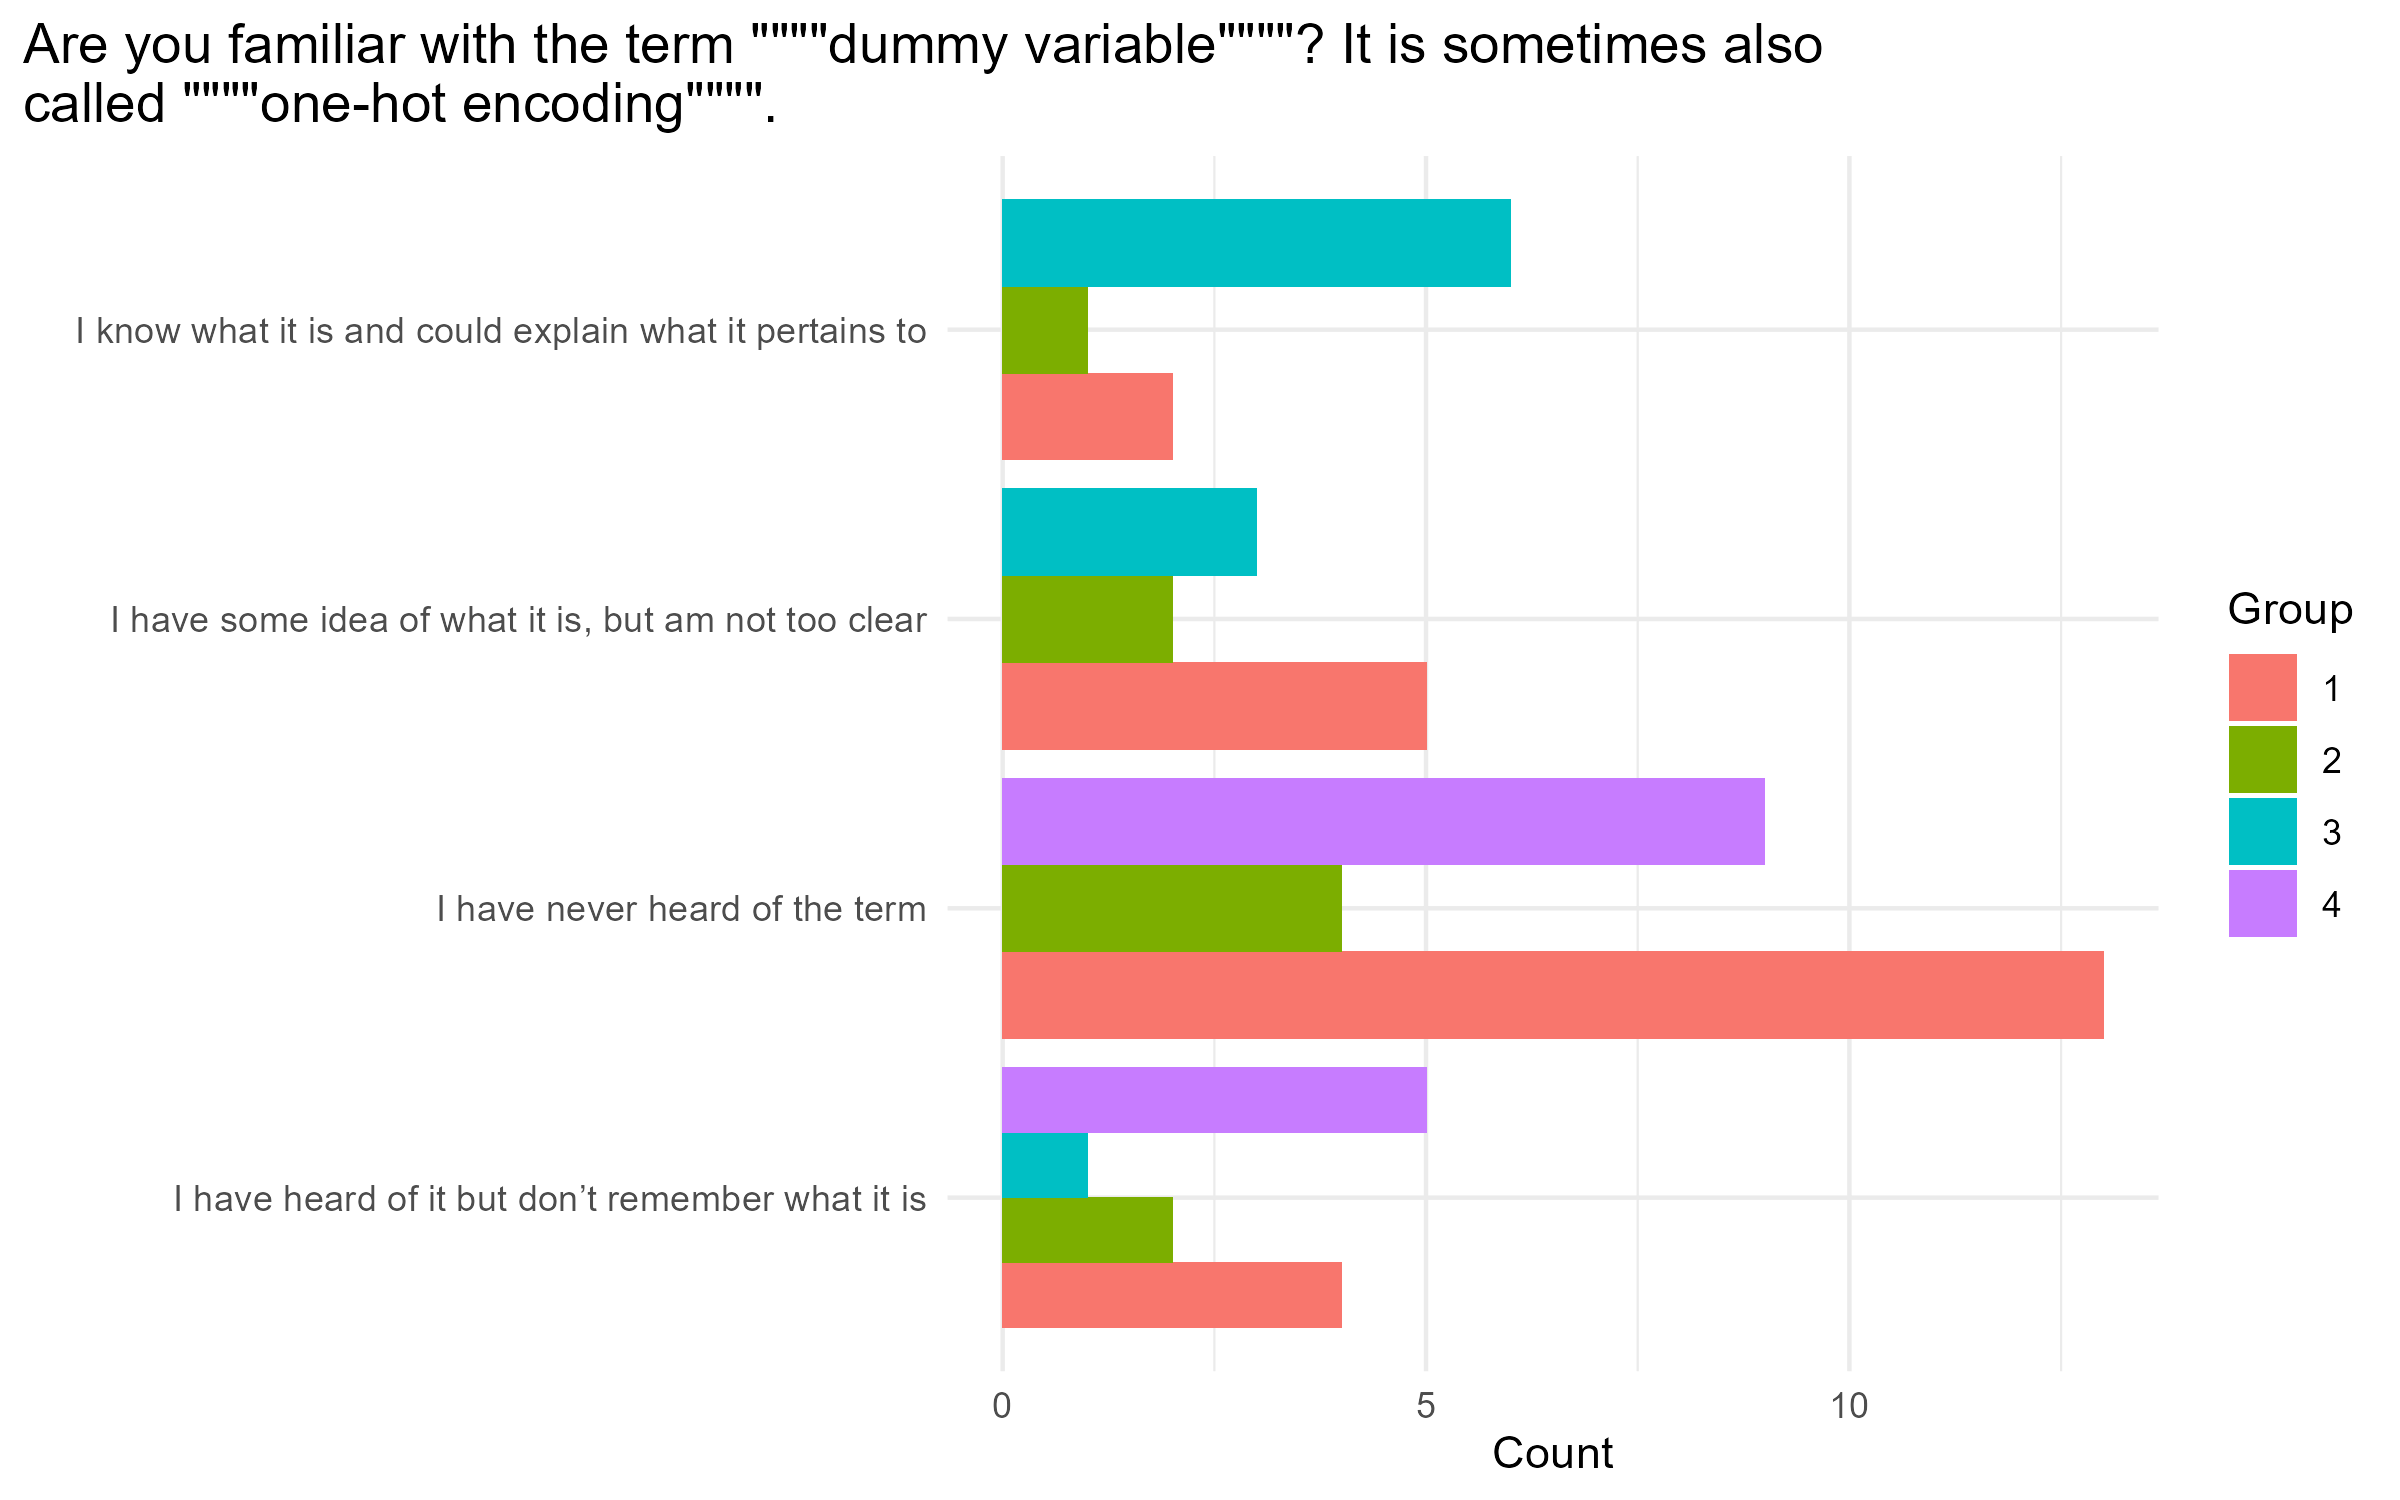 Are you familiar with the term """"dummy variable""""? It is sometimes also
called """"one-hot encoding"""".
I know what it is and could explain what it pertains to
I have some idea of what it is, but am not too clear
I have never heard of the term
I have heard of it but don’t remember what it is
0 5 10
Count
Group
1
2
3
4